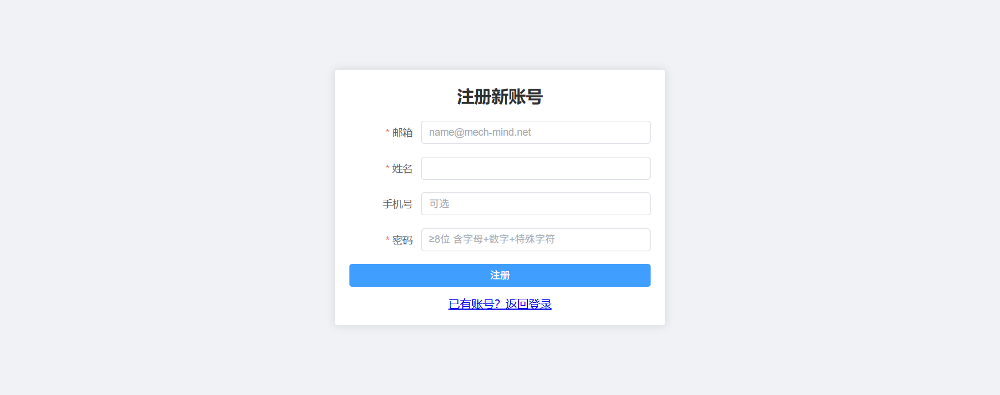 注册新账号
* 邮箱 name@mech-mind.net
* 姓名
手机号 可选
* 密码 ≥8位 含字母+数字+特殊字符
注册
已有账号？返回登录